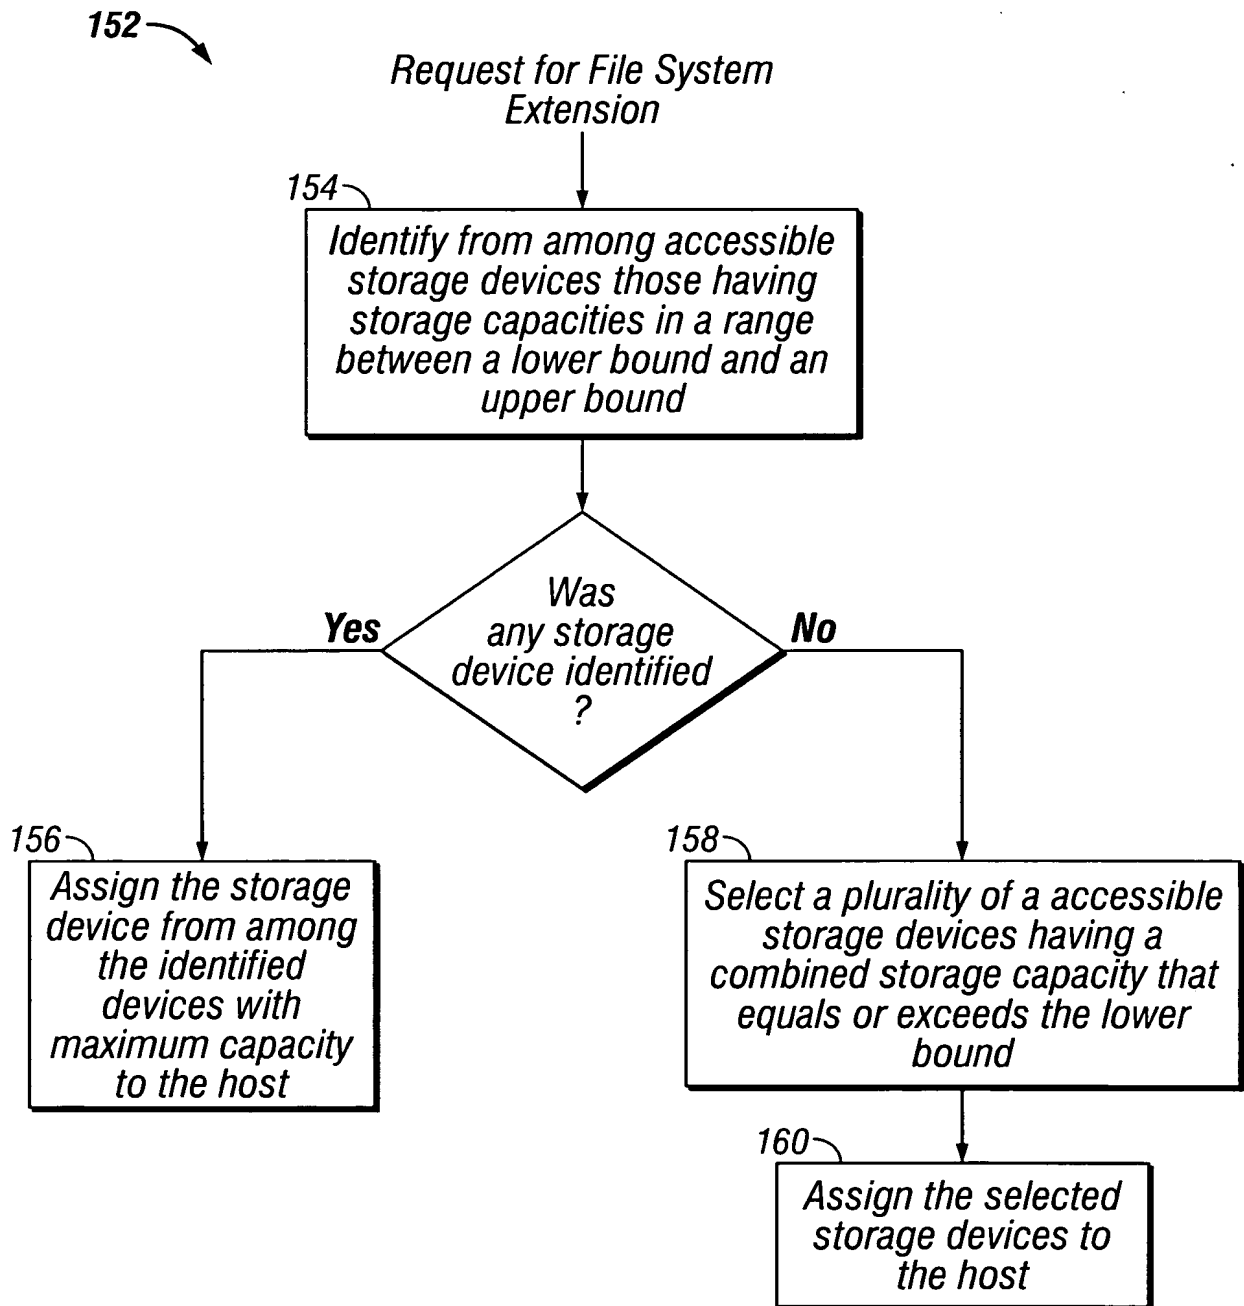 152
Request for File System
Extension
154
Identify from among accessible
storage devices those having
storage capacities in a range
between a lower bound and an
upper bound
Was
any storage
device identified
?
Yes
No
156
Assign the storage
device from among
the identified
devices with
maximum capacity
to the host
158
Select a plurality of a accessible
storage devices having a
combined storage capacity that
equals or exceeds the lower
bound
160
Assign the selected
storage devices to
the host